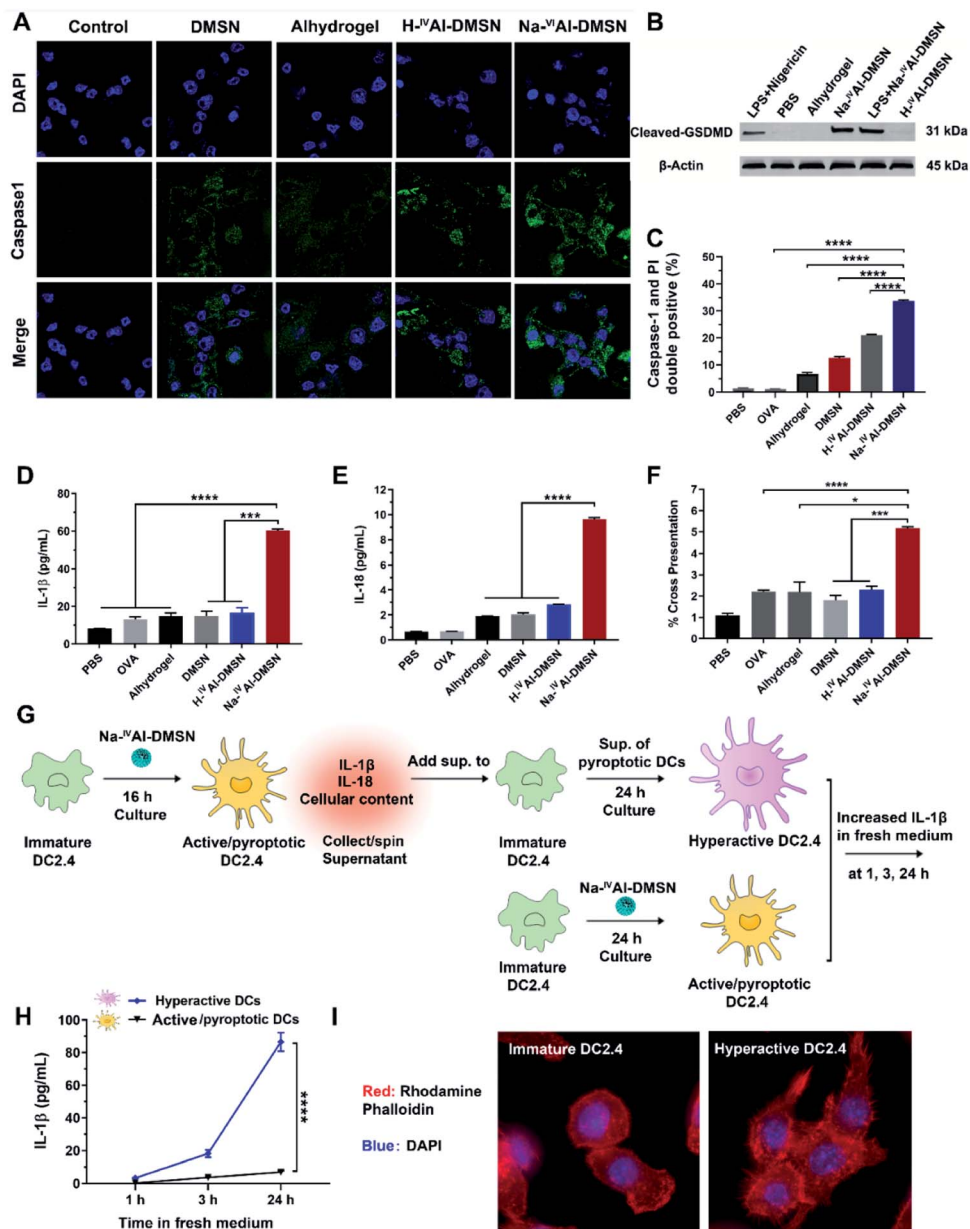 A
Control DMSN Alhydrogel H-ᴵⱽAl-DMSN Na-ⱽᴵAl-DMSN
DAPI
Caspase1
Merge
B
LPS+Nigericin
PBS
Alhydrogel
Na-ᴵⱽAl-DMSN
LPS+Na-ᴵⱽAl-DMSN
H-ᴵⱽAl-DMSN
Cleaved-GSDMD 31 kDa
β-Actin 45 kDa
C
Caspase-1 and PI
double positive (%)
50
40
30
20
10
0
****
****
****
****
PBS
OVA
Alhydrogel
DMSN
H-ᴵⱽAl-DMSN
Na-ᴵⱽAl-DMSN
D
IL-1β (pg/mL)
80
60
40
20
0
****
***
PBS
OVA
Alhydrogel
DMSN
H-ᴵⱽAl-DMSN
Na-ᴵⱽAl-DMSN
E
IL-18 (pg/mL)
12
10
8
6
4
2
0
****
PBS
OVA
Alhydrogel
DMSN
H-ᴵⱽAl-DMSN
Na-ᴵⱽAl-DMSN
F
% Cross Presentation
7
6
5
4
3
2
1
0
****
*
***
PBS
OVA
Alhydrogel
DMSN
H-ᴵⱽAl-DMSN
Na-ᴵⱽAl-DMSN
G
Na-ᴵⱽAl-DMSN
16 h
Culture
Immature
DC2.4
Active/pyroptotic
DC2.4
IL-1β
IL-18
Cellular content
Collect/spin
Supernatant
Add sup. to
Immature
DC2.4
Sup. of
pyroptotic DCs
24 h
Culture
Hyperactive DC2.4
Na-ᴵⱽAl-DMSN
24 h
Culture
Immature
DC2.4
Active/pyroptotic
DC2.4
Increased IL-1β
in fresh medium
at 1, 3, 24 h
H
Hyperactive DCs
Active/pyroptotic DCs
IL-1β (pg/mL)
100
80
60
40
20
0
****
1 h 3 h 24 h
Time in fresh medium
I
Red: Rhodamine
Phalloidin
Blue: DAPI
Immature DC2.4
Hyperactive DC2.4